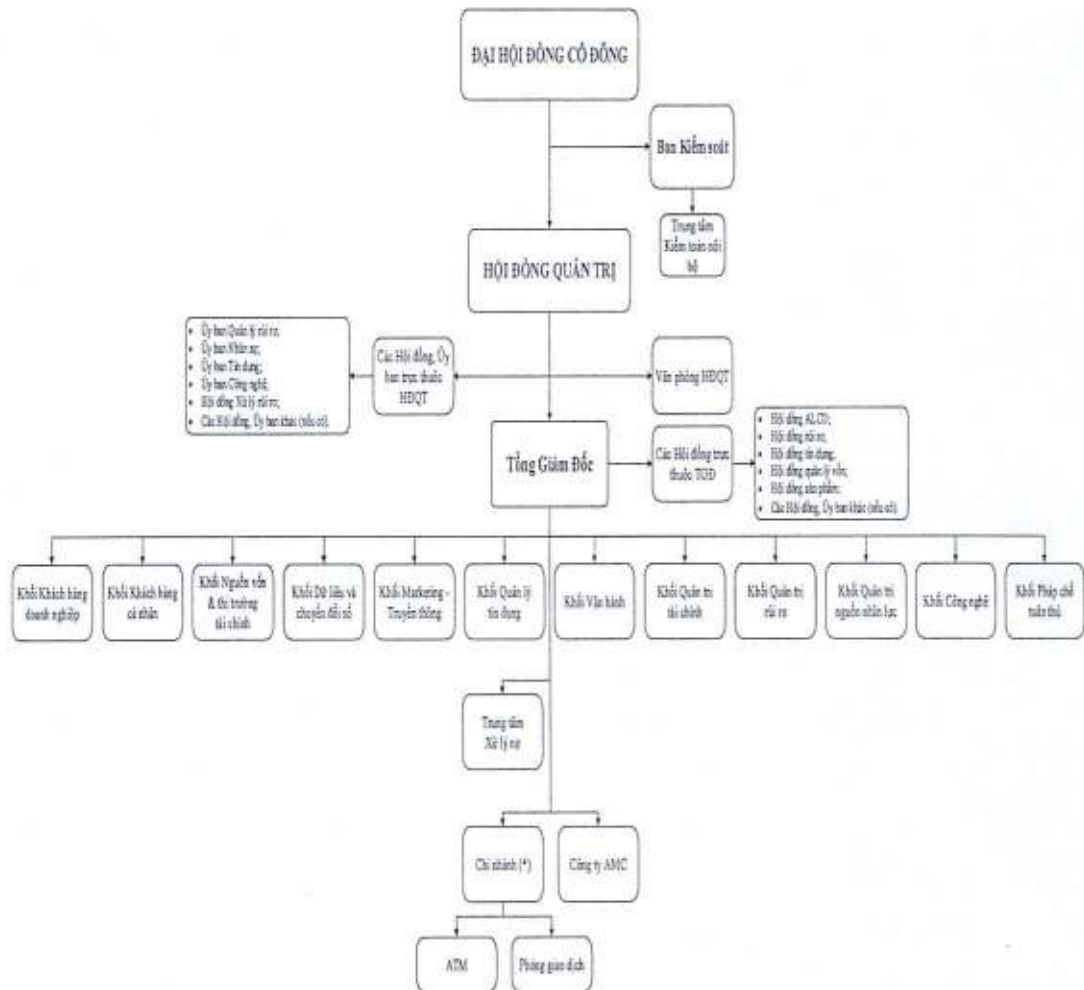 ĐẠI HỘI ĐỒNG CỔ ĐÔNG
Ban Kiểm soát
Trung tâm
Kiểm toán nội
bộ
HỘI ĐỒNG QUẢN TRỊ
• Ủy ban Quản lý rủi ro;
• Ủy ban Nhân sự;
• Ủy ban Tín dụng;
• Ủy ban Công nghệ;
• Hội đồng Xử lý rủi ro;
• Các Hội đồng, Ủy ban khác (nếu có).
Các Hội đồng, Ủy
ban trực thuộc
HĐQT
Văn phòng HĐQT
Tổng Giám Đốc
Các Hội đồng trực
thuộc TGĐ
• Hội đồng ALCO;
• Hội đồng rủi ro;
• Hội đồng tín dụng;
• Hội đồng quản lý vốn;
• Hội đồng sản phẩm;
• Các Hội đồng, Ủy ban khác (nếu có)
Khối Khách hàng
doanh nghiệp
Khối Khách hàng
cá nhân
Khối Nguồn vốn
& thị trường
tài chính
Khối Dữ liệu và
chuyển đổi số
Khối Marketing -
Truyền thông
Khối Quản lý
tín dụng
Khối Vận hành
Khối Quản trị
tài chính
Khối Quản trị
rủi ro
Khối Quản trị
nguồn nhân lực
Khối Công nghệ
Khối Pháp chế
tuân thủ
Trung tâm
Xử lý nợ
Chi nhánh (*)
Công ty AMC
ATM
Phòng giao dịch